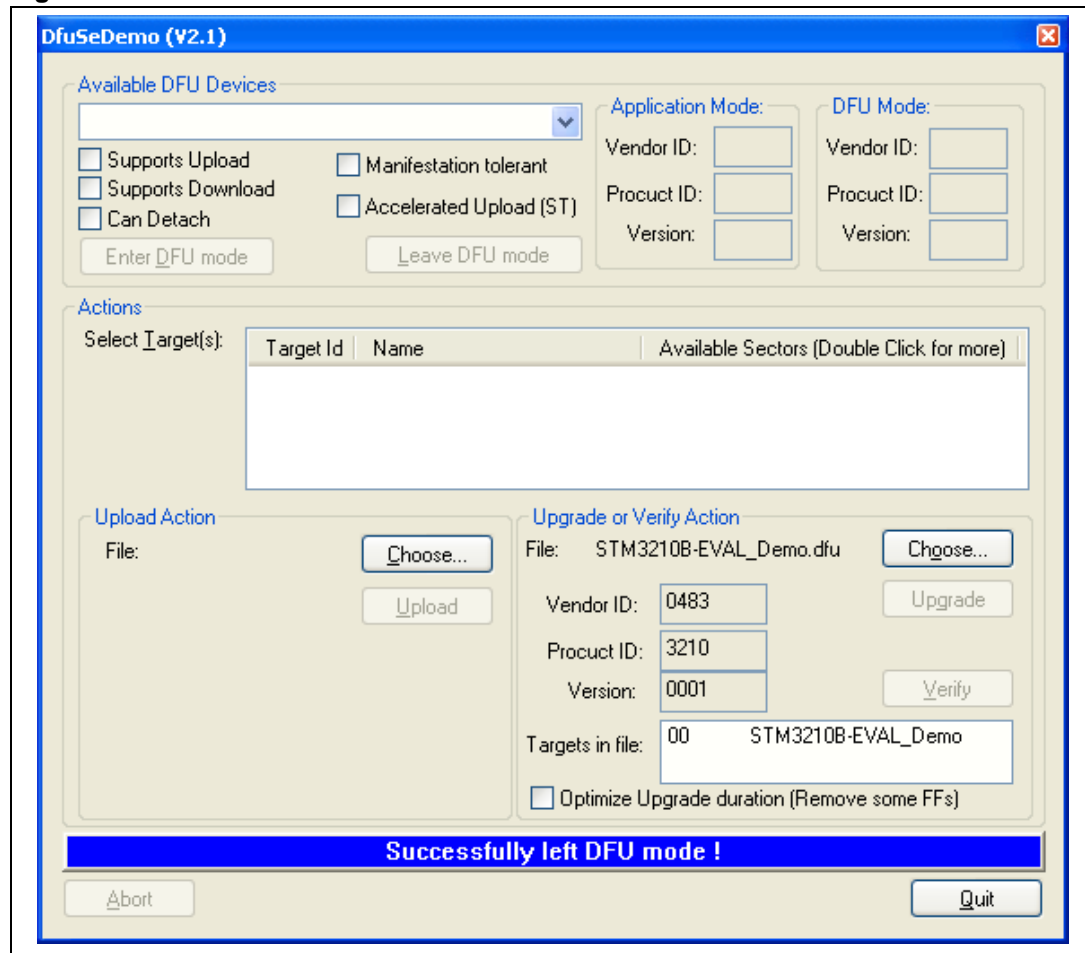 DfuSeDemo (V2.1)
Available DFU Devices
Supports Upload
Supports Download
Can Detach
Manifestation tolerant
Accelerated Upload (ST)
Enter DFU mode
Leave DFU mode
Application Mode:
Vendor ID:
Procuct ID:
Version:
DFU Mode:
Vendor ID:
Procuct ID:
Version:
Actions
Select Target(s):
Target Id Name Available Sectors (Double Click for more)
Upload Action
File:
Choose...
Upload
Upgrade or Verify Action
File: STM3210B-EVAL_Demo.dfu
Choose...
Vendor ID: 0483
Upgrade
Procuct ID: 3210
Version: 0001
Verify
Targets in file: 00 STM3210B-EVAL_Demo
Optimize Upgrade duration (Remove some FFs)
Successfully left DFU mode !
Abort
Quit